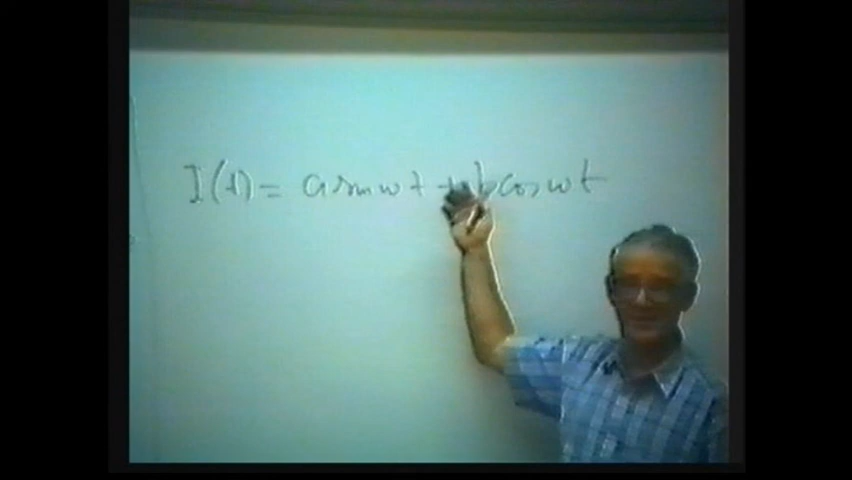 I(t) = a sin ωt + b cos ωt